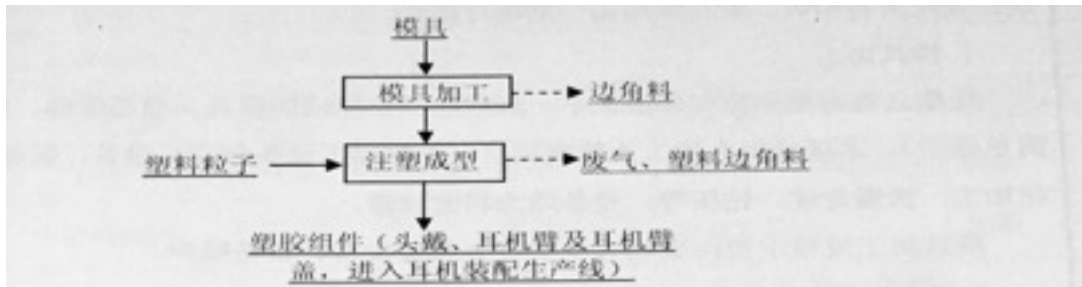 模具
模具加工
边角料
塑料粒子
注塑成型
废气、塑料边角料
塑胶组件（头戴、耳机臂及耳机臂
盖，进入耳机装配生产线）